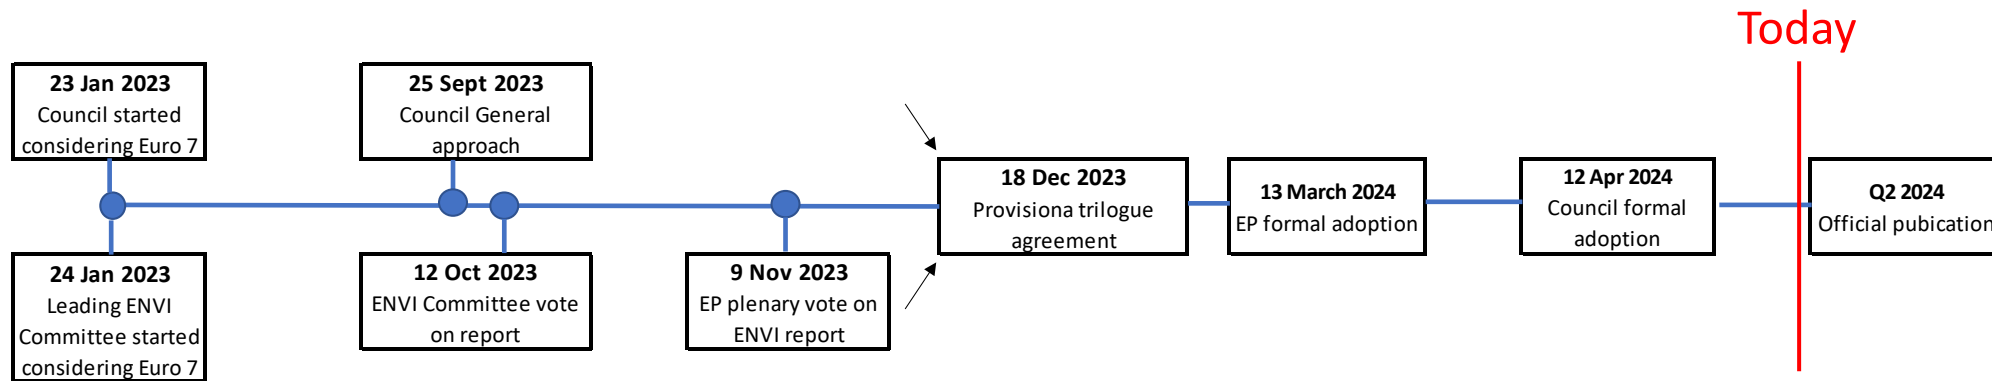 Today
23 Jan 2023
Council started
considering Euro 7
25 Sept 2023
Council General
approach
18 Dec 2023
Provisiona trilogue
agreement
13 March 2024
EP formal adoption
12 Apr 2024
Council formal
adoption
Q2 2024
Official pubication
24 Jan 2023
Leading ENVI
Committee started
considering Euro 7
12 Oct 2023
ENVI Committee vote
on report
9 Nov 2023
EP plenary vote on
ENVI report